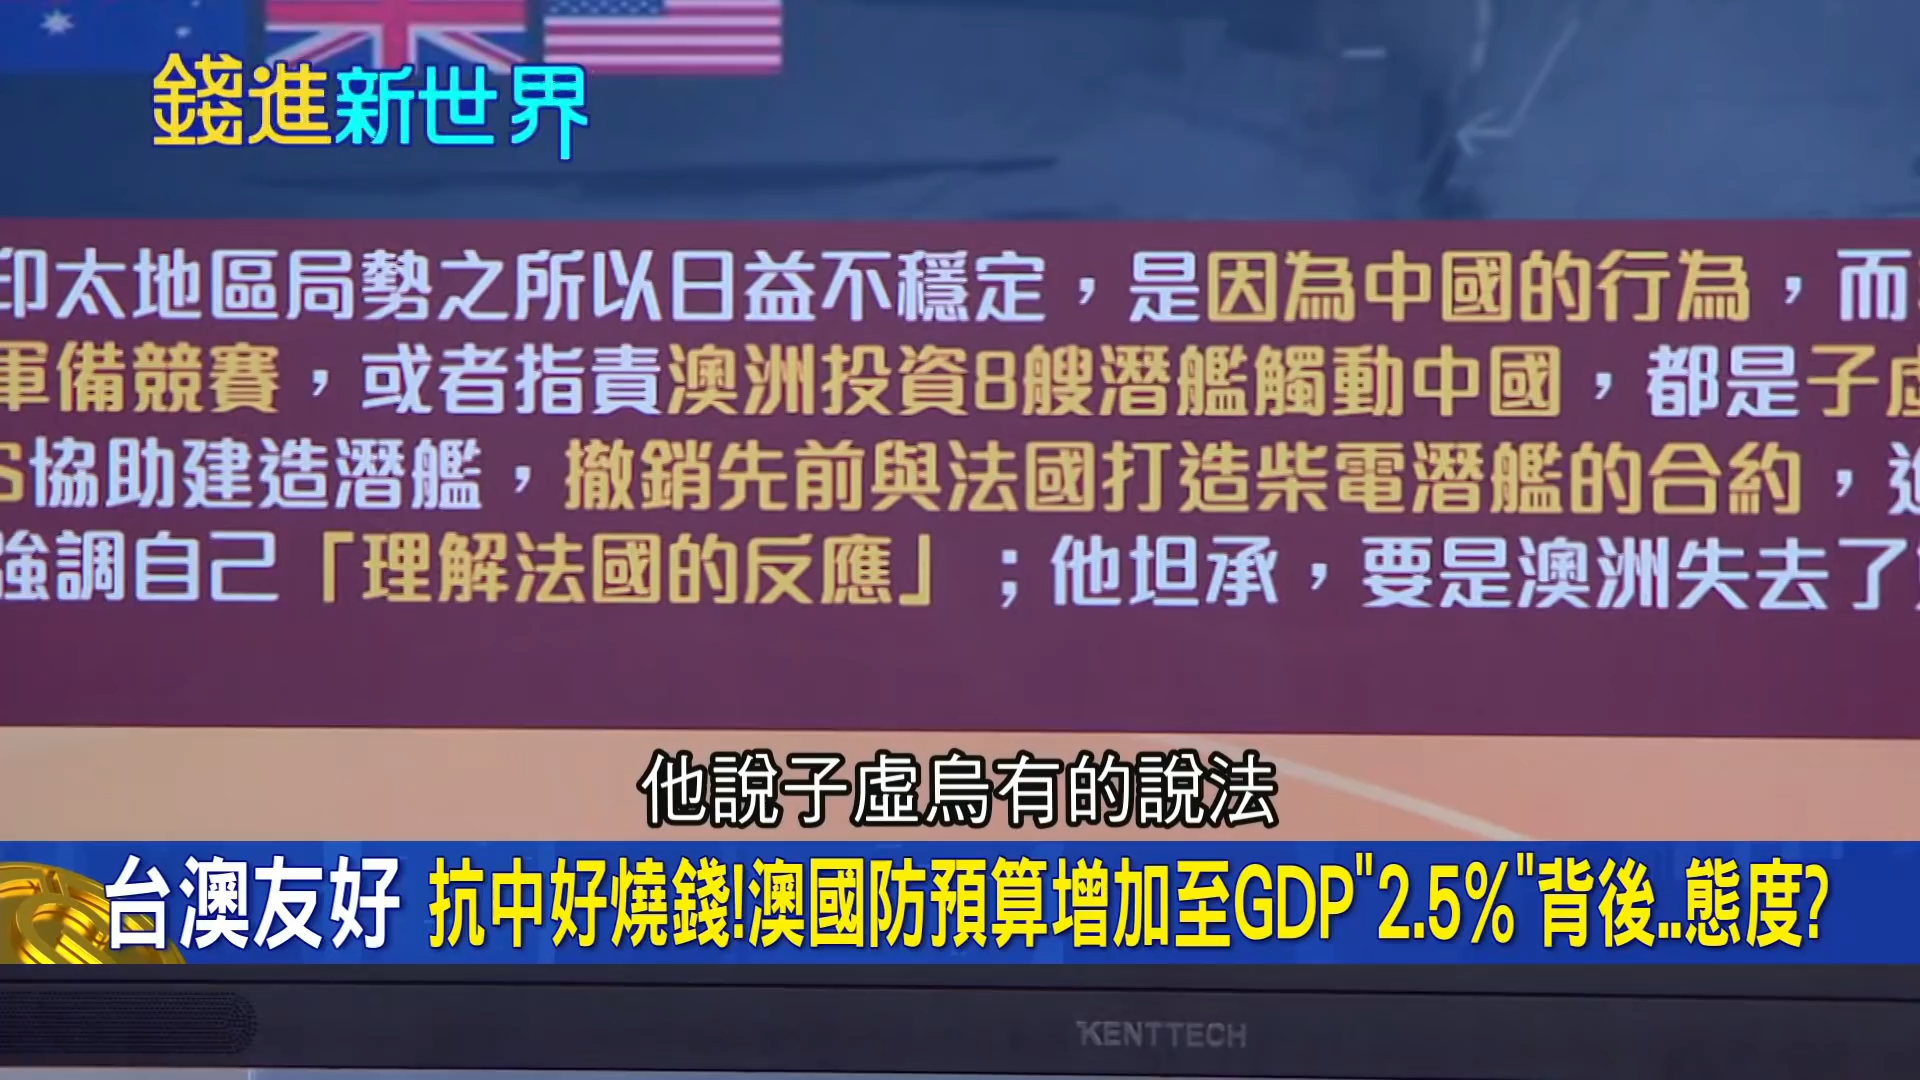 錢進新世界
印太地區局勢之所以日益不穩定，是因為中國的行為，而
軍備競賽，或者指責澳洲投資8艘潛艦觸動中國，都是子虛
S協助建造潛艦，撤銷先前與法國打造柴電潛艦的合約，
強調自己「理解法國的反應」；他坦承，要是澳洲失去了
他說子虛烏有的說法
台澳友好 抗中好燒錢!澳國防預算增加至GDP"2.5%"背後..態度?
KENTTECH